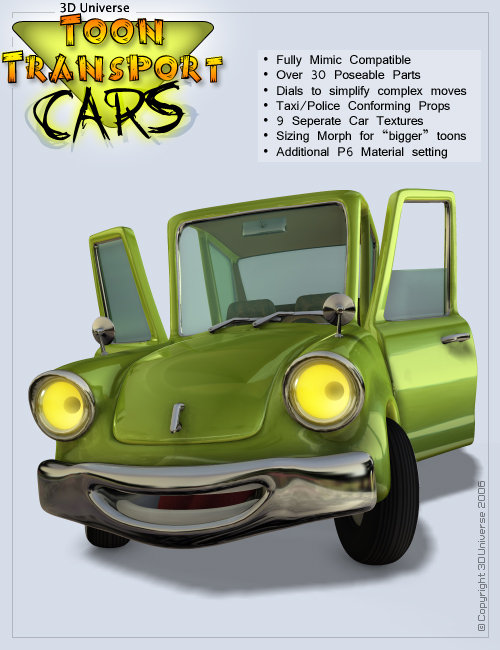 3D Universe
TOON
TRANSPORT
CARS
• Fully Mimic Compatible
• Over 30 Poseable Parts
• Dials to simplify complex moves
• Taxi/Police Conforming Props
• 9 Seperate Car Textures
• Sizing Morph for “bigger” toons
• Additional P6 Material setting
© Copyright 3DUniverse 2006